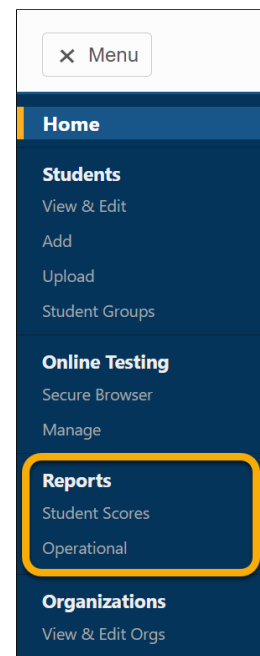 × Menu
Home
Students
View & Edit
Add
Upload
Student Groups
Online Testing
Secure Browser
Manage
Reports
Student Scores
Operational
Organizations
View & Edit Orgs